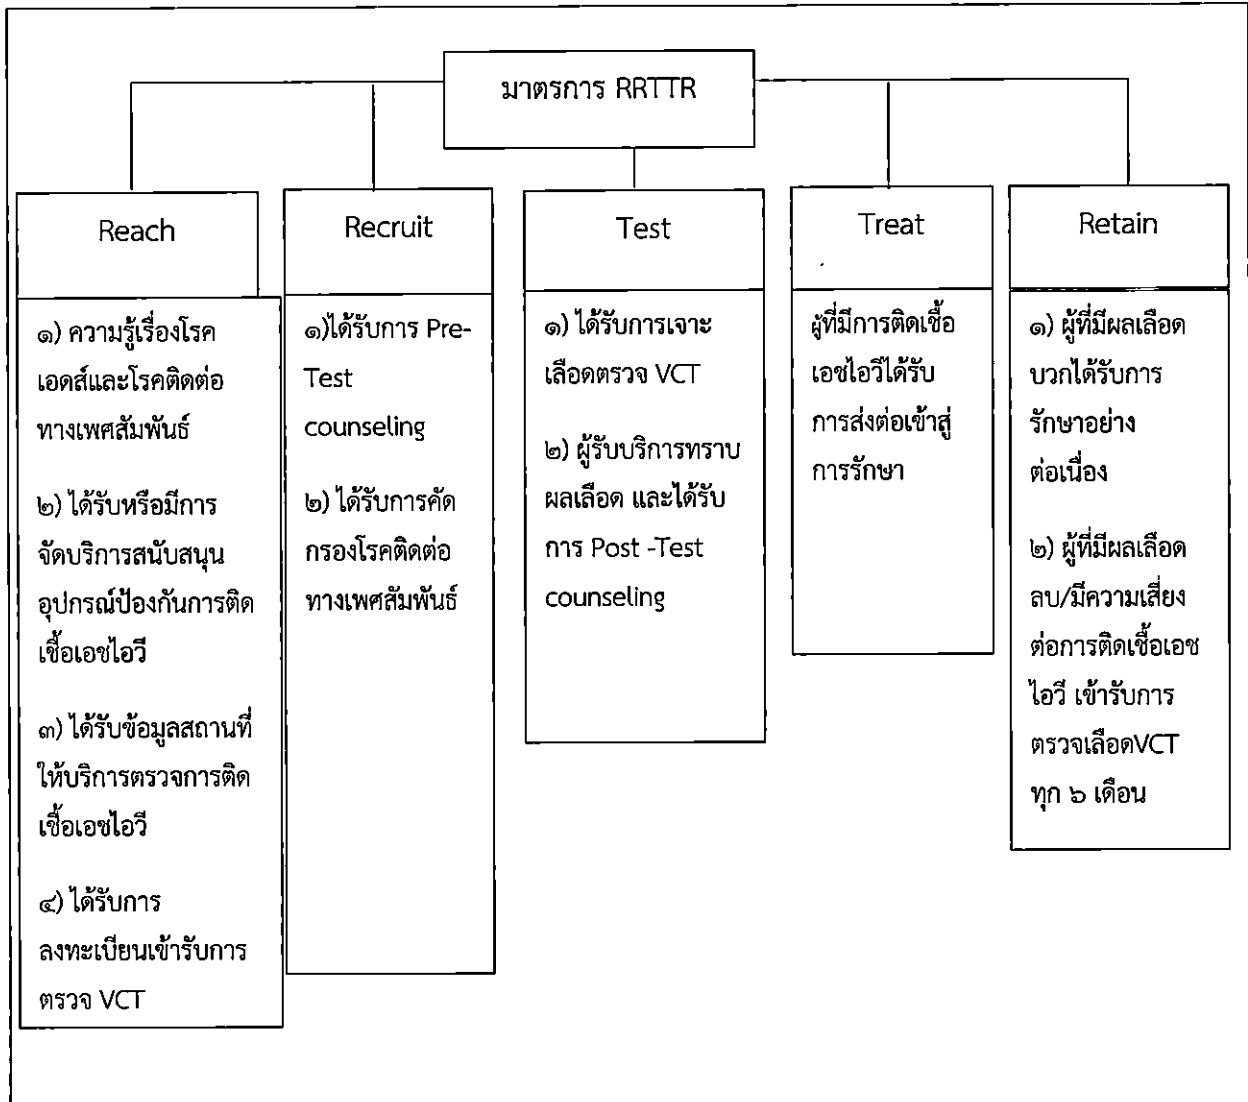 มาตรการ RRTTR
Reach
๑) ความรู้เรื่องโรค
เอดส์และโรคติดต่อ
ทางเพศสัมพันธ์
๒) ได้รับหรือมีการ
จัดบริการสนับสนุน
อุปกรณ์ป้องกันการติด
เชื้อเอชไอวี
๓) ได้รับข้อมูลสถานที่
ให้บริการตรวจการติด
เชื้อเอชไอวี
๔) ได้รับการ
ลงทะเบียนเข้ารับการ
ตรวจ VCT
Recruit
๑)ได้รับการ Pre-
Test
counseling
๒) ได้รับการคัด
กรองโรคติดต่อ
ทางเพศสัมพันธ์
Test
๑) ได้รับการเจาะ
เลือดตรวจ VCT
๒) ผู้รับบริการทราบ
ผลเลือด และได้รับ
การ Post -Test
counseling
Treat
ผู้ที่มีการติดเชื้อ
เอชไอวีได้รับ
การส่งต่อเข้าสู่
การรักษา
Retain
๑) ผู้ที่มีผลเลือด
บวกได้รับการ
รักษาอย่าง
ต่อเนื่อง
๒) ผู้ที่มีผลเลือด
ลบ/มีความเสี่ยง
ต่อการติดเชื้อเอช
ไอวี เข้ารับการ
ตรวจเลือดVCT
ทุก ๖ เดือน